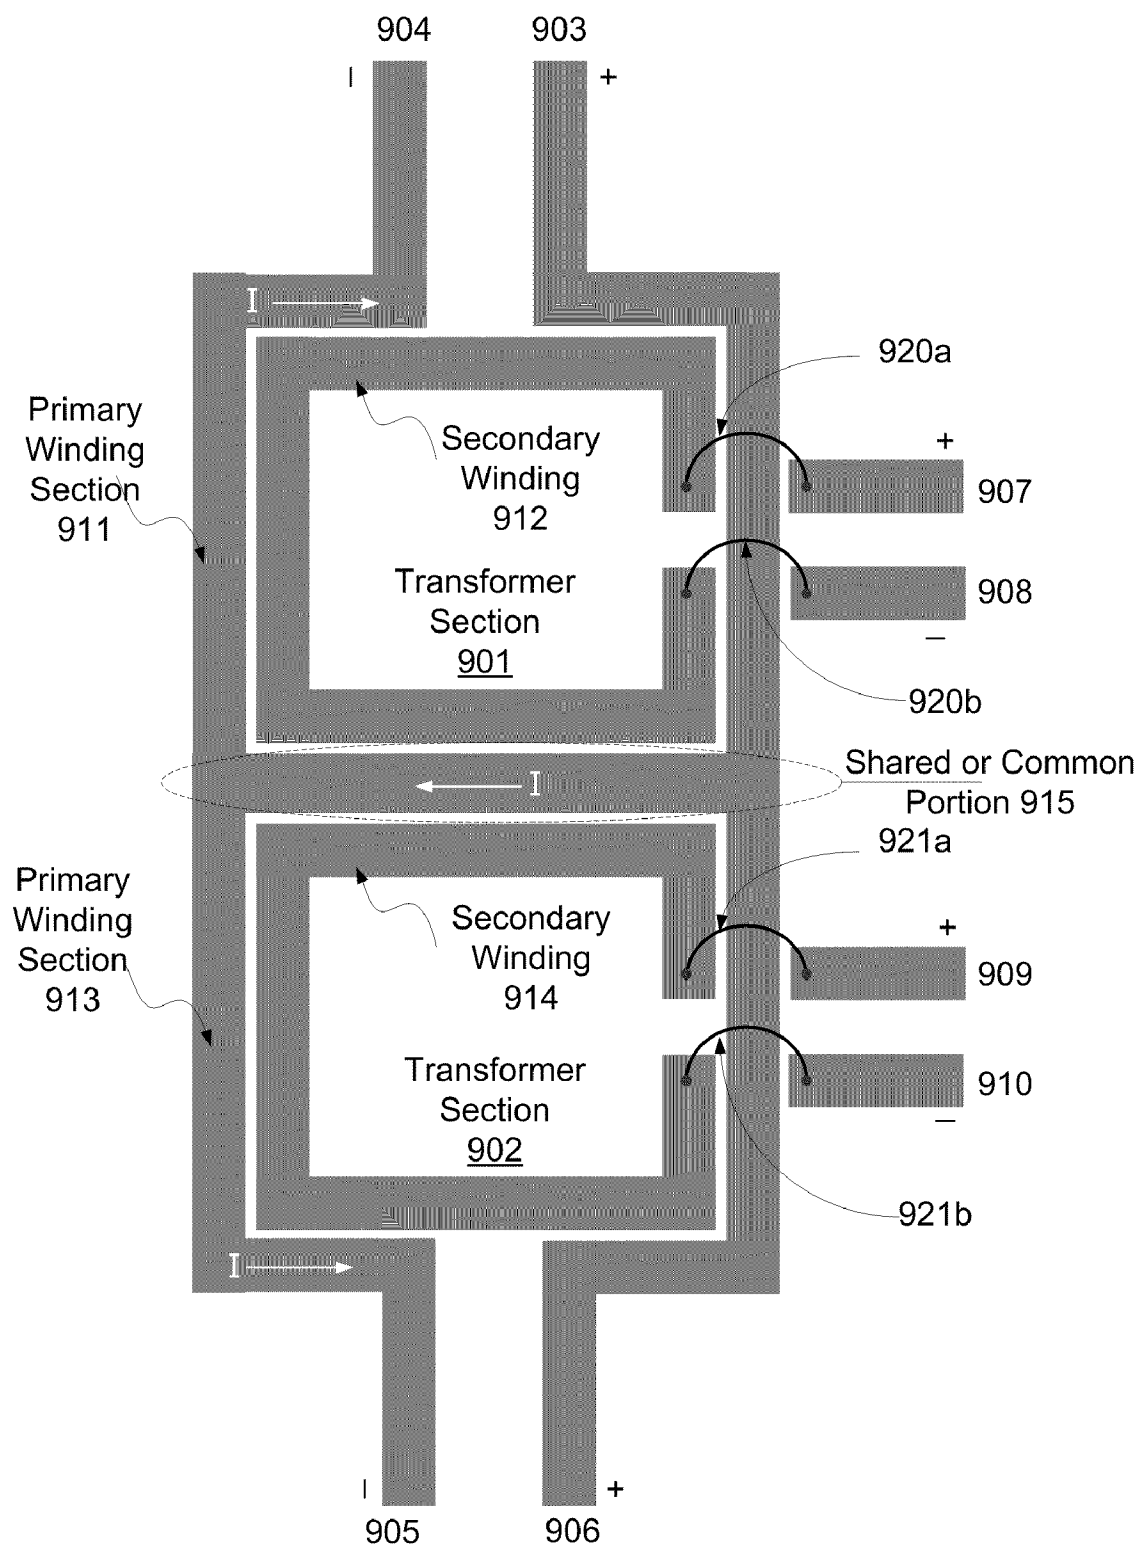 904
903
–
+
I
920a
Primary
Winding
Section
911
Secondary
Winding
912
+
907
Transformer
Section
901
908
–
920b
Shared or Common
Portion 915
I
921a
Primary
Winding
Section
913
Secondary
Winding
914
+
909
Transformer
Section
902
910
–
921b
I
–
+
905
906